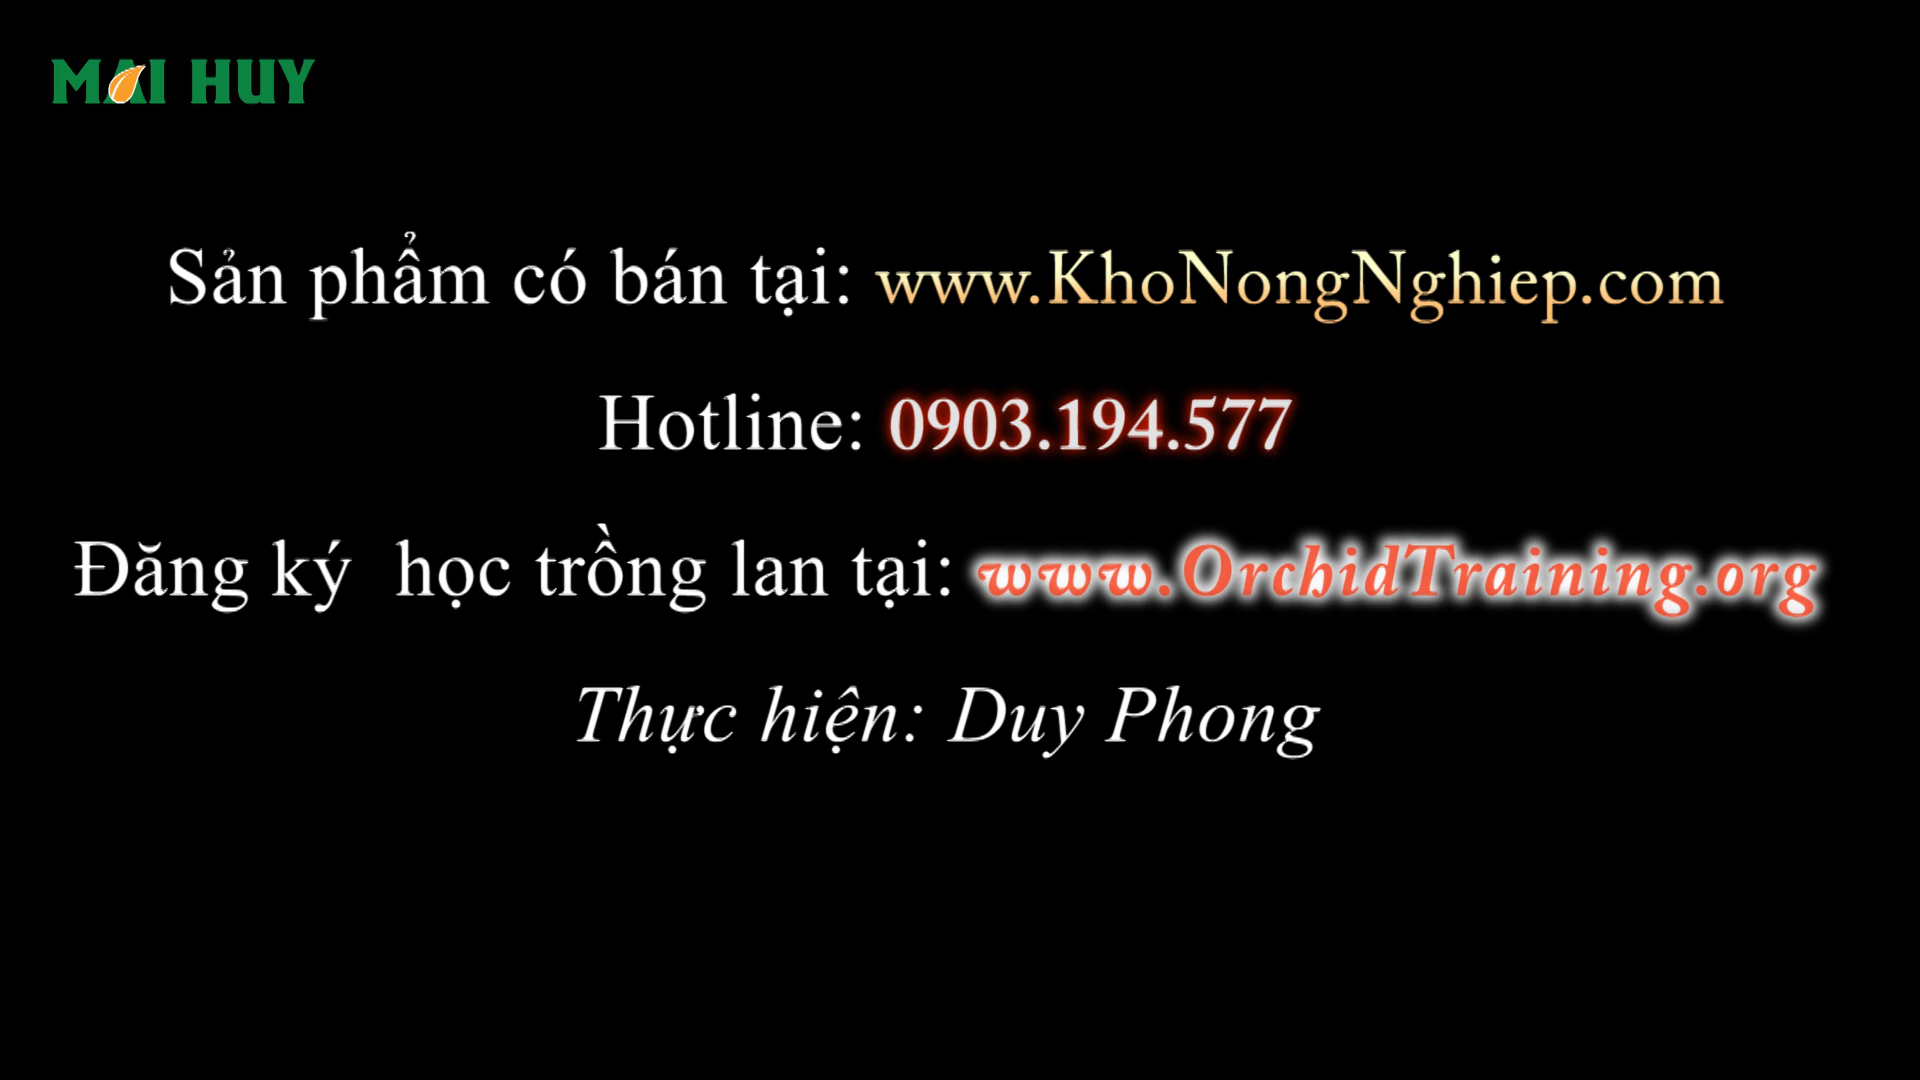 MAI HUY
Sản phẩm có bán tại: www.KhoNongNghiep.com
Hotline: 0903.194.577
Đăng ký học trồng lan tại: www.OrchidTraining.org
Thực hiện: Duy Phong